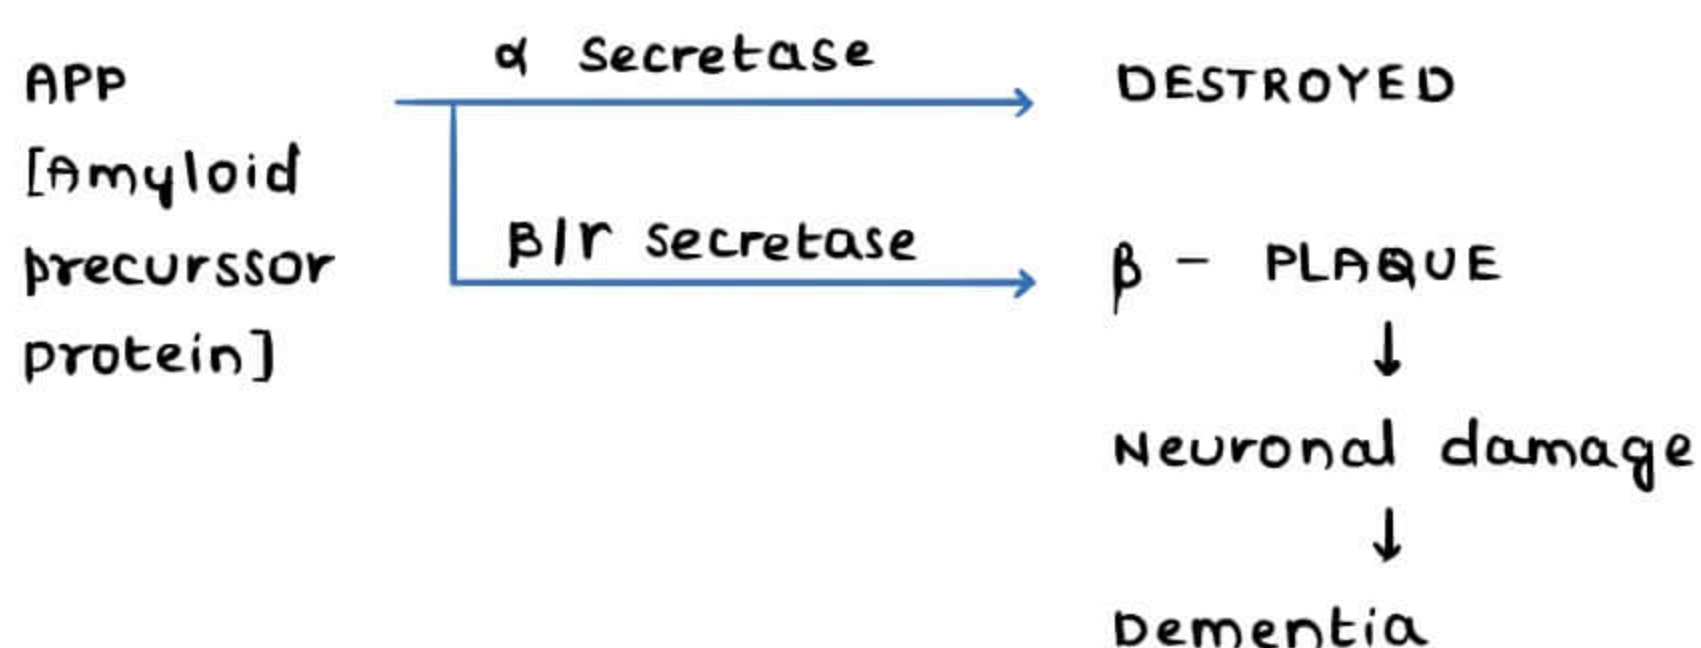 α Secretase
APP
DESTROYED
[Amyloid
precurssor
protein]
β/r secretase
β - PLAQUE
↓
Neuronal damage
↓
Dementia